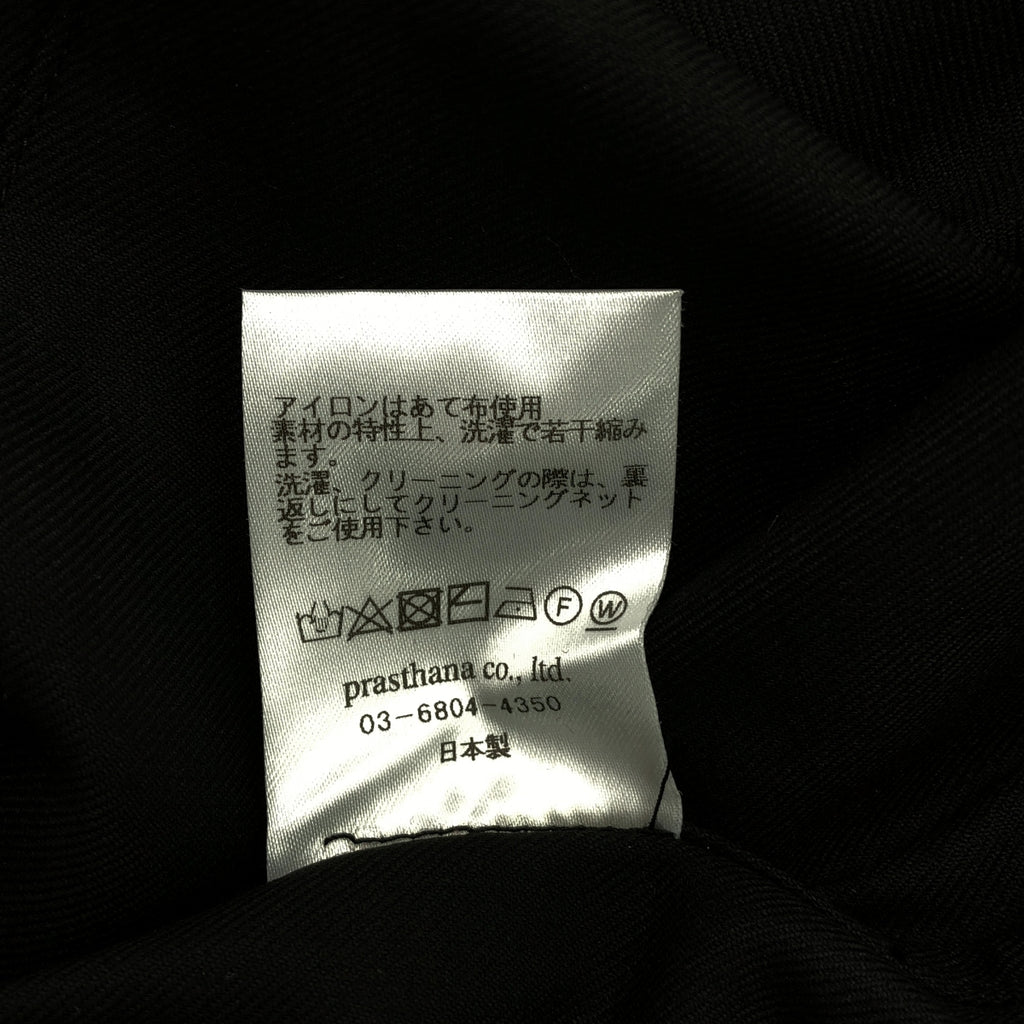 アイロンはあて布使用
素材の特性上、洗濯で若干縮み
ます。
洗濯、クリーニングの際は、裏
返しにしてクリーニングネット
をご使用下さい。
F W
prasthana co., ltd.
03-6804-4350
日本製